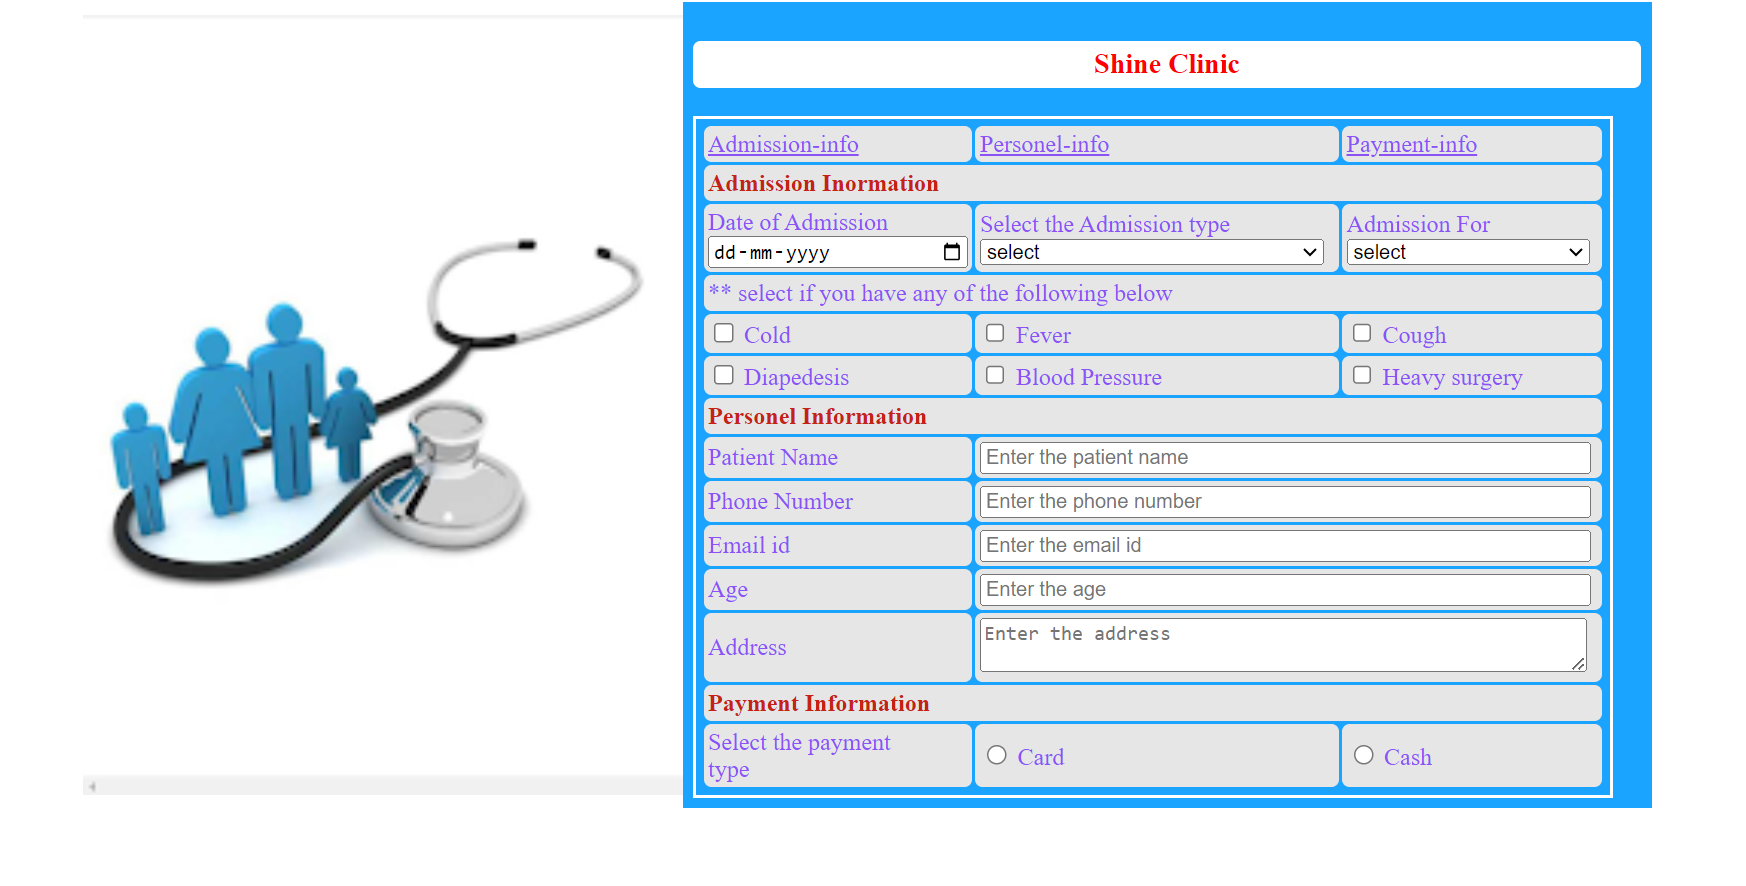 Shine Clinic
Admission-info Personel-info Payment-info
Admission Inormation
Date of Admission Select the Admission type Admission For
dd-mm-yyyy select select
** select if you have any of the following below
Cold Fever Cough
Diapedesis Blood Pressure Heavy surgery
Personel Information
Patient Name Enter the patient name
Phone Number Enter the phone number
Email id Enter the email id
Age Enter the age
Address Enter the address
Payment Information
Select the payment
type Card Cash